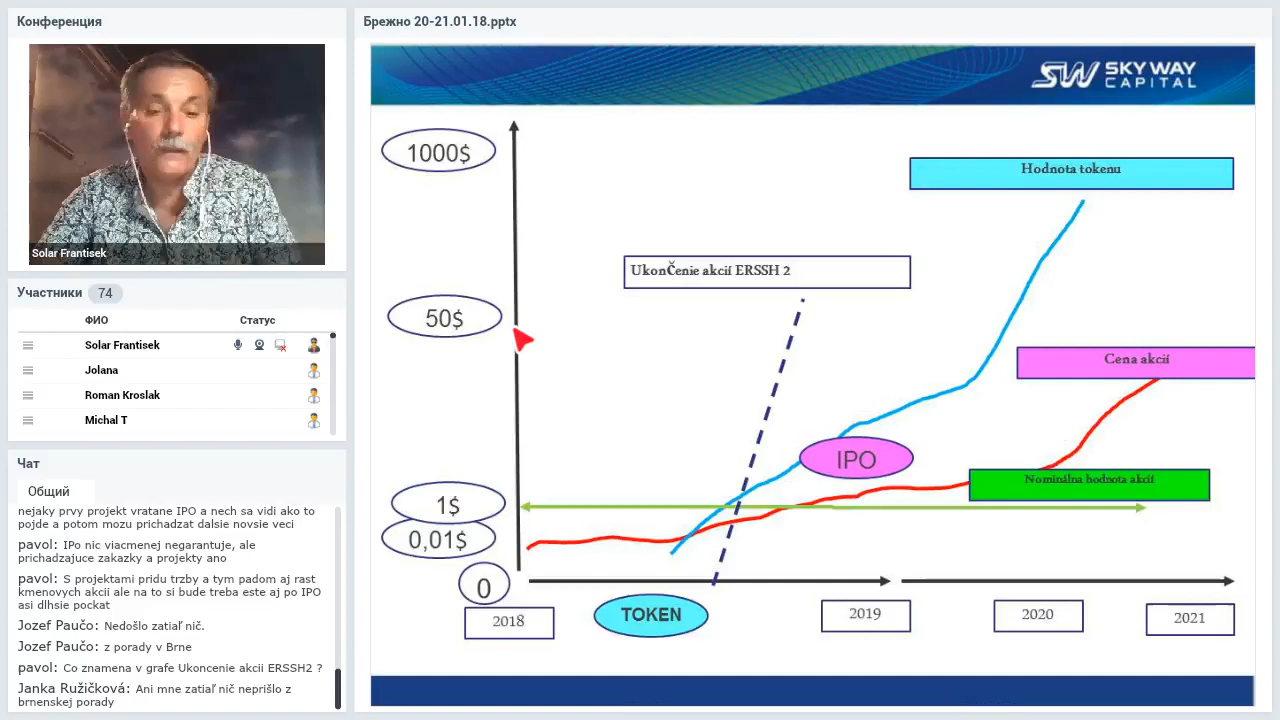 Конференция
Solar Frantisek
Участники 74
ФИО Статус
Solar Frantisek
Jolana
Roman Kroslak
Michal T
Чат
Общий
prvy projekt vratane IPO a nech sa vidi ako to
pojde a potom mozu prichadzat dalsie novsie veci
pavol: IPo nic viacmenej negarantuje, ale
prichadzajuce zakazky a projekty ano
pavol: S projektami pridu trzby a tym padom aj rast
kmenovych akcii ale na to si bude treba este aj po IPO
asi dlhsie pockat
Jozef Paučo: Nedošlo zatiaľ nič.
Jozef Paučo: z porady v Brne
pavol: Co znamena v grafe Ukoncenie akcii ERSSH2 ?
Janka Ružičková: Ani mne zatiaľ nič neprišlo z
brnenskej porady
Брежно 20-21.01.18.pptx
SW SKY WAY
CAPITAL
1000$
Hodnota tokenu
UkonČenie akcií ERSSH 2
50$
Cena akcií
IPO
Nominálna hodnota akcií
1$
0,01$
0
TOKEN
2018
2019
2020
2021